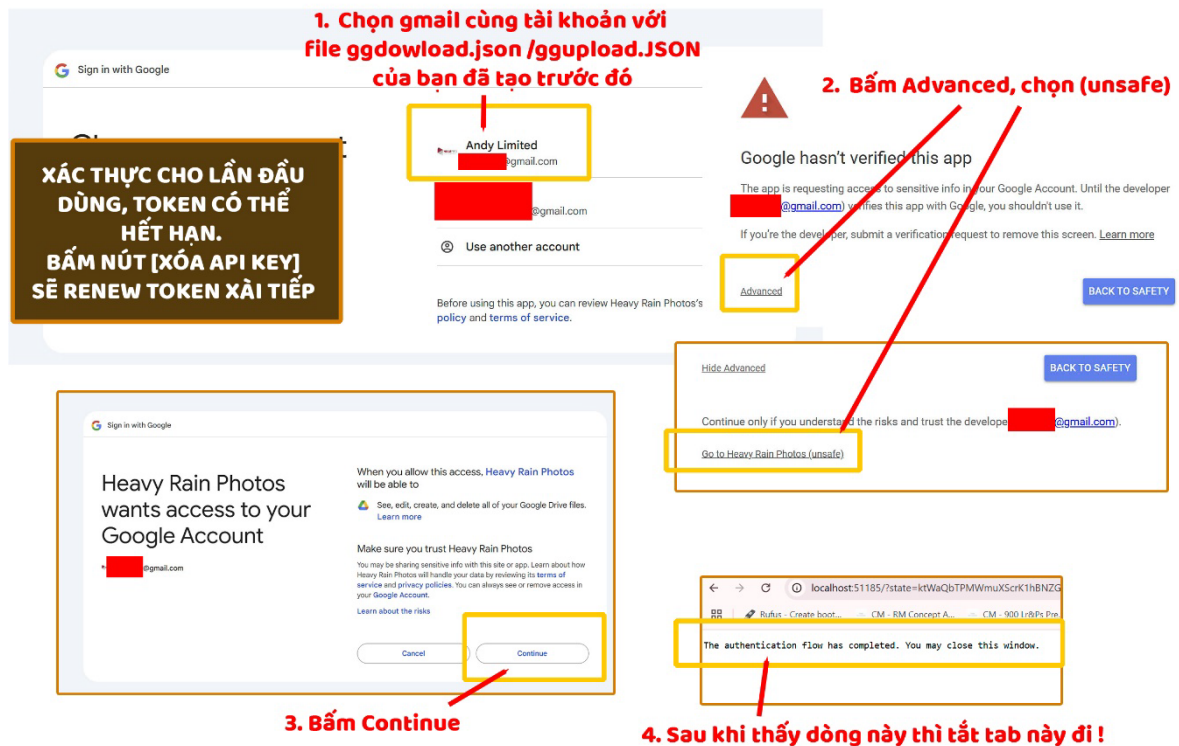 1. Chọn gmail cùng tài khoản với
file ggdowload.json /ggupload.JSON
của bạn đã tạo trước đó
Sign in with Google
Andy Limited
@gmail.com
@gmail.com
Use another account
Before using this app, you can review Heavy Rain Photos's
policy and terms of service.
XÁC THỰC CHO LẦN ĐẦU
DÙNG, TOKEN CÓ THỂ
HẾT HẠN.
BẤM NÚT [XÓA API KEY]
SẼ RENEW TOKEN XÀI TIẾP
2. Bấm Advanced, chọn (unsafe)
Google hasn't verified this app
The app is requesting access to sensitive info in your Google Account. Until the developer
@gmail.com) verifies this app with Google, you shouldn't use it.
If you're the developer, submit a verification request to remove this screen. Learn more
Advanced
BACK TO SAFETY
Hide Advanced
BACK TO SAFETY
Continue only if you understand the risks and trust the develope @gmail.com).
Go to Heavy Rain Photos (unsafe)
Sign in with Google
Heavy Rain Photos
wants access to your
Google Account
@gmail.com
When you allow this access, Heavy Rain Photos
will be able to
See, edit, create, and delete all of your Google Drive files.
Learn more
Make sure you trust Heavy Rain Photos
You may be sharing sensitive info with this site or app. Learn about how
Heavy Rain Photos will handle your data by reviewing its terms of
service and privacy policies. You can always see or remove access in
your Google Account.
Learn about the risks
Cancel
Continue
3. Bấm Continue
localhost:51185/?state=ktWaQbTPMWmuXScrK1hBNZG
Rufus - Create boot...
CM - RM Concept A...
CM - 900 Lr&Ps Pre
The authentication flow has completed. You may close this window.
4. Sau khi thấy dòng này thì tắt tab này đi !